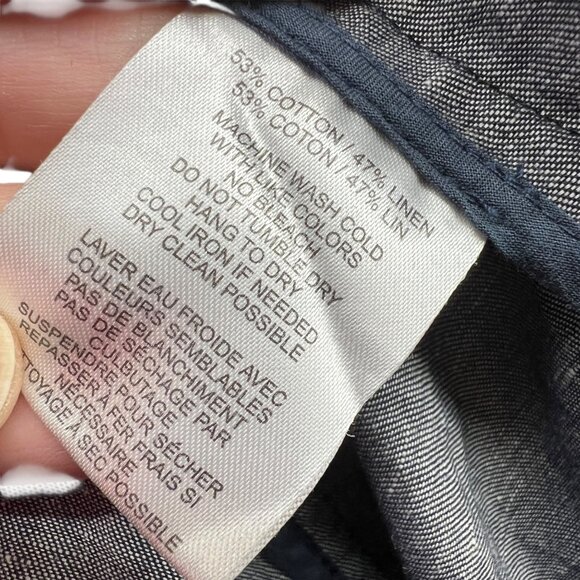 53% COTTON / 47% LINEN
53% COTON / 47% LIN
MACHINE WASH COLD
WITH LIKE COLORS
NO BLEACH
DO NOT TUMBLE DRY
HANG TO DRY
COOL IRON IF NEEDED
DRY CLEAN POSSIBLE
LAVER EAU FROIDE AVEC
COULEURS SEMBLABLES
PAS DE BLANCHIMENT
PAS DE SÉCHAGE PAR
CULBUTAGE
SUSPENDRE POUR SÉCHER
REPASSER À FER FRAIS SI
NÉCESSAIRE
TTOYAGE À SEC POSSIBLE